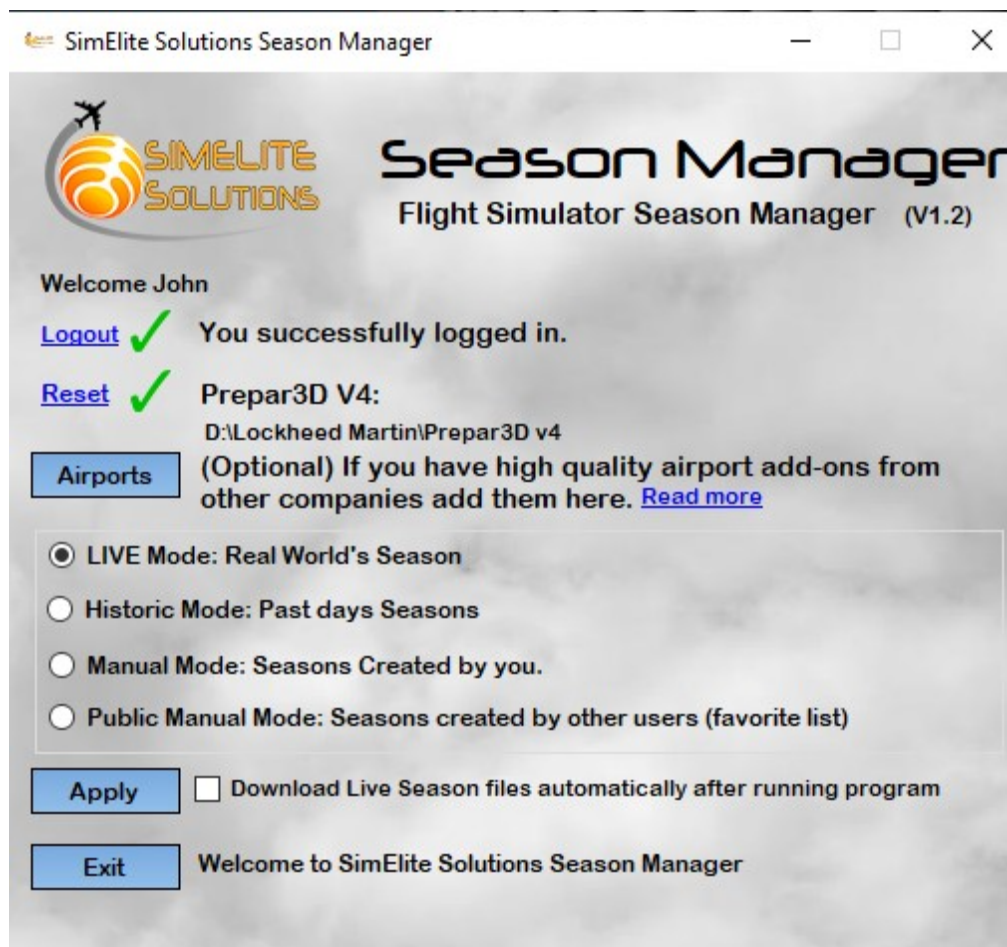 SimElite Solutions Season Manager
SIMELITE
SOLUTIONS
Season Manager
Flight Simulator Season Manager (V1.2)
Welcome John
Logout You successfully logged in.
Reset Prepar3D V4:
D:\Lockheed Martin\Prepar3D v4
Airports (Optional) If you have high quality airport add-ons from
other companies add them here. Read more
LIVE Mode: Real World's Season
Historic Mode: Past days Seasons
Manual Mode: Seasons Created by you.
Public Manual Mode: Seasons created by other users (favorite list)
Apply Download Live Season files automatically after running program
Exit Welcome to SimElite Solutions Season Manager